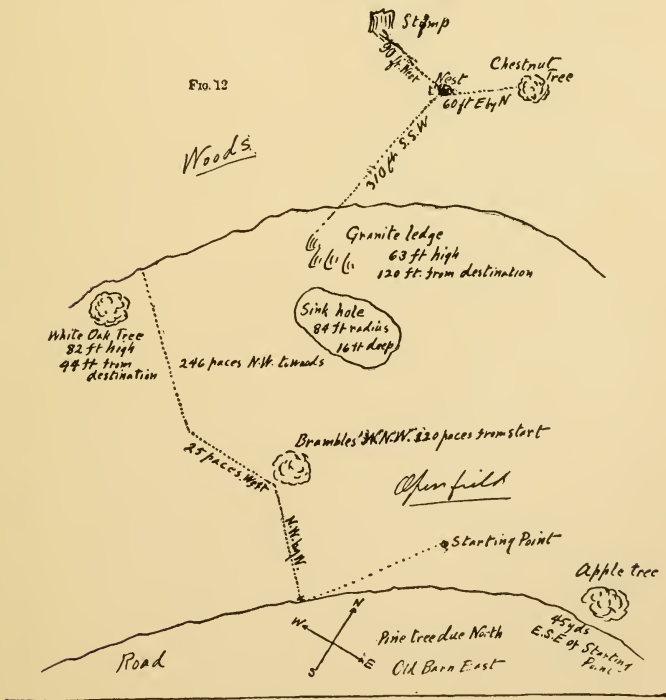 Stump
90 ft. West
Nest
Chestnut
Tree
60 ft E by N
FIG. 12
Woods.
310 ft S.S.W
Granite ledge
63 ft high
120 ft. from destination
Sink hole
84 ft radius
16 ft deep
White Oak Tree
82 ft high
44 ft from
destination
246 paces N.W. to woods
Brambles W.N.W. 120 paces from start
25 paces West
Open field
N.W. by N.
Starting Point
Apple tree
45 yds
E.S.E of Starting
Point
N
W
E
S
Pine tree due North
Old Barn East
Road